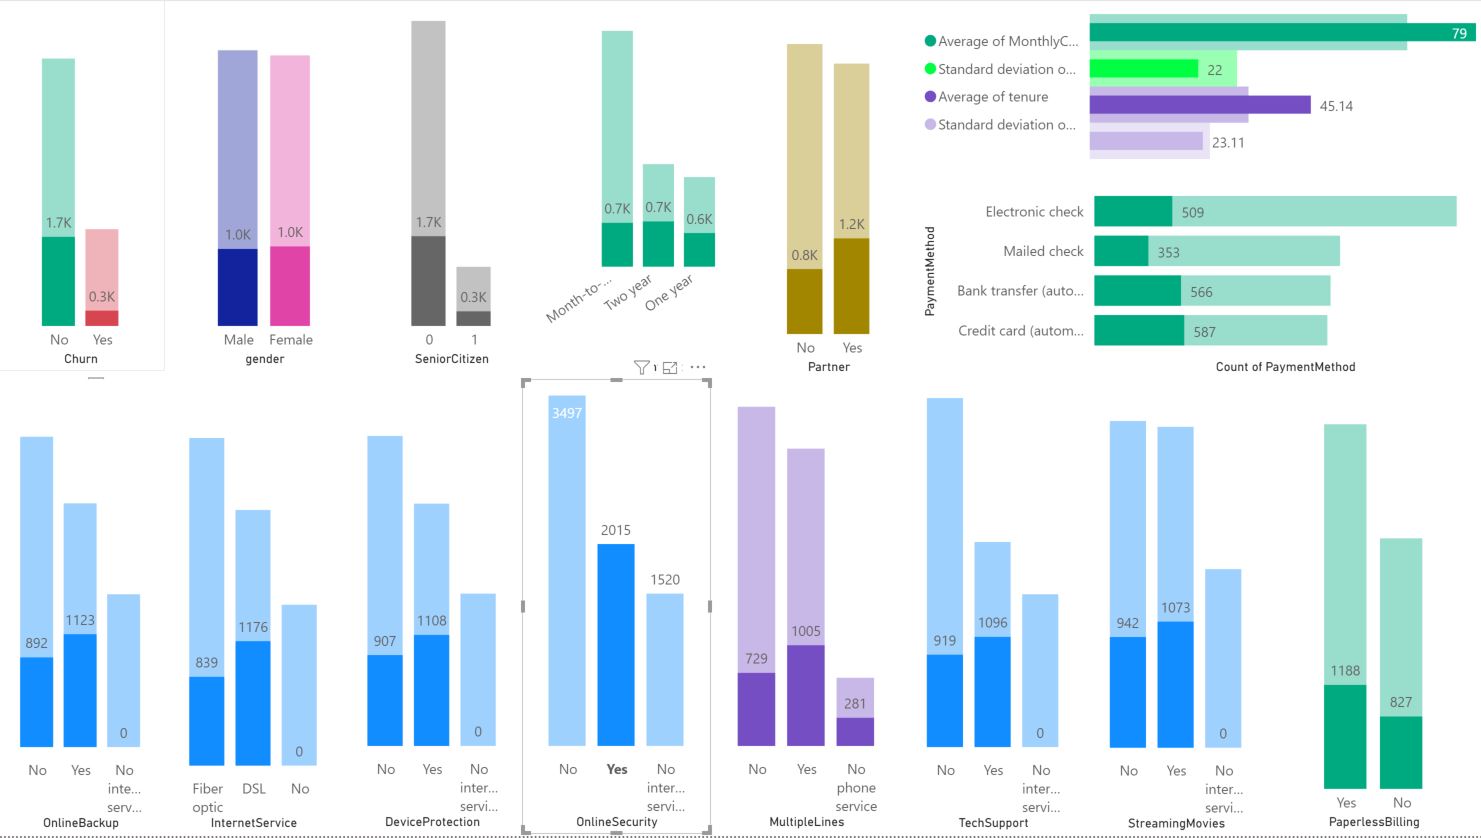 1.7K
0.3K
No Yes
Churn
1.0K 1.0K
Male Female
gender
1.7K
0.3K
0 1
SeniorCitizen
0.7K 0.7K 0.6K
Month-to-...
Two year
One year
0.8K 1.2K
No Yes
Partner
Average of MonthlyC...
Standard deviation o...
Average of tenure
Standard deviation o...
79
22
45.14
23.11
PaymentMethod
Electronic check 509
Mailed check 353
Bank transfer (auto... 566
Credit card (autom... 587
Count of PaymentMethod
892 1123 0
No Yes No
inte...
serv...
OnlineBackup
839 1176 0
Fiber DSL No
optic
InternetService
907 1108 0
No Yes No
inter...
servi...
DeviceProtection
3497
2015
1520
No Yes No
inter...
servi...
OnlineSecurity
729 1005 281
No Yes No
phone
service
MultipleLines
919 1096 0
No Yes No
inter...
servi...
TechSupport
942 1073 0
No Yes No
inter...
servi...
StreamingMovies
1188 827
Yes No
PaperlessBilling